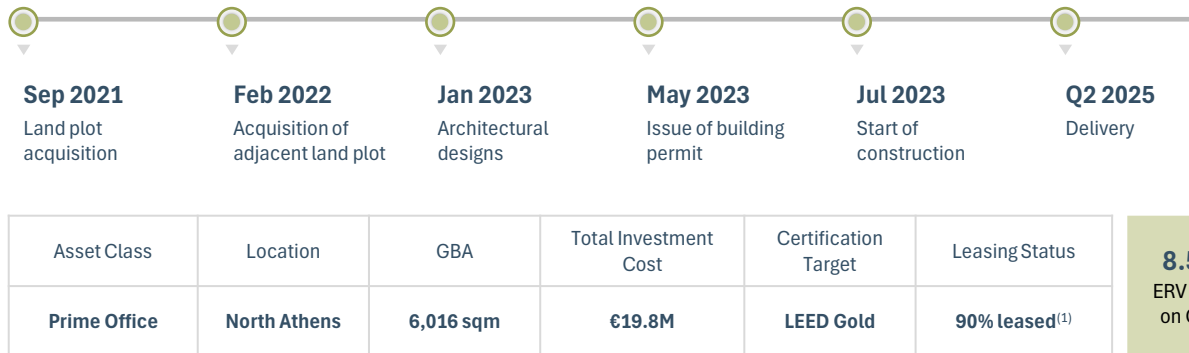 Sep 2021
Land plot
acquisition
Feb 2022
Acquisition of
adjacent land plot
Jan 2023
Architectural
designs
May 2023
Issue of building
permit
Jul 2023
Start of
construction
Q2 2025
Delivery
Asset Class
Location
GBA
Total Investment
Cost
Certification
Target
Leasing Status
Prime Office
North Athens
6,016 sqm
€19.8M
LEED Gold
90% leased(1)
ERV
on